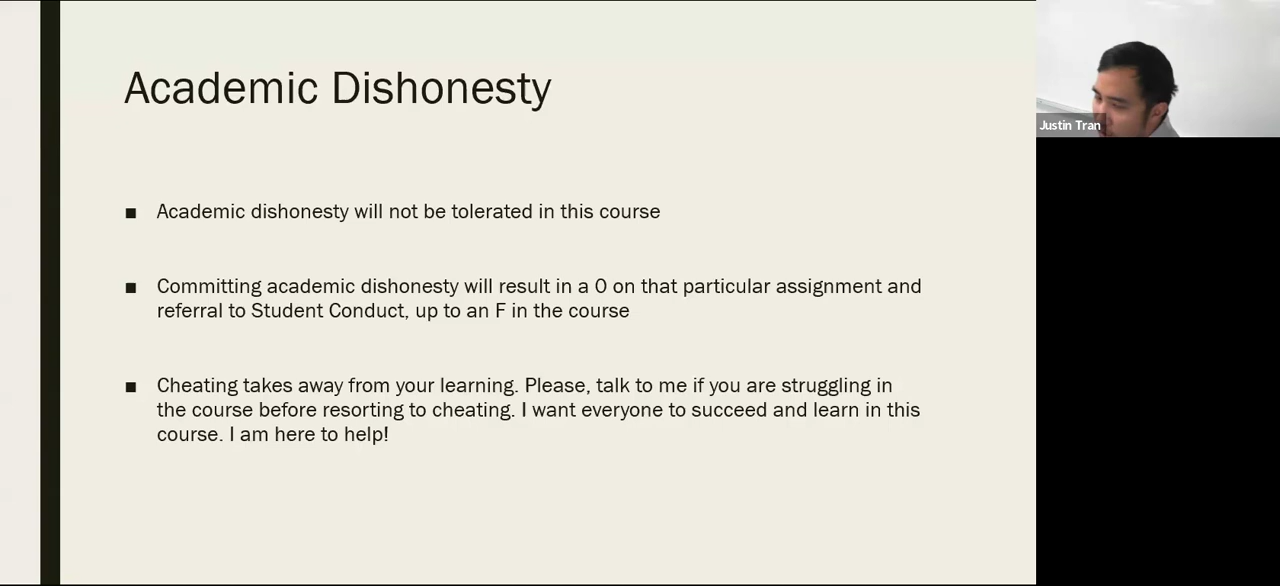 Academic Dishonesty
Academic dishonesty will not be tolerated in this course
Committing academic dishonesty will result in a 0 on that particular assignment and
referral to Student Conduct, up to an F in the course
Cheating takes away from your learning. Please, talk to me if you are struggling in
the course before resorting to cheating. I want everyone to succeed and learn in this
course. I am here to help!
Justin Tran